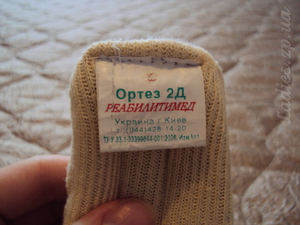 Ортез 2Д
РЕАБИЛИТИМЕД
Украина г. Киев
(044)428-14-20